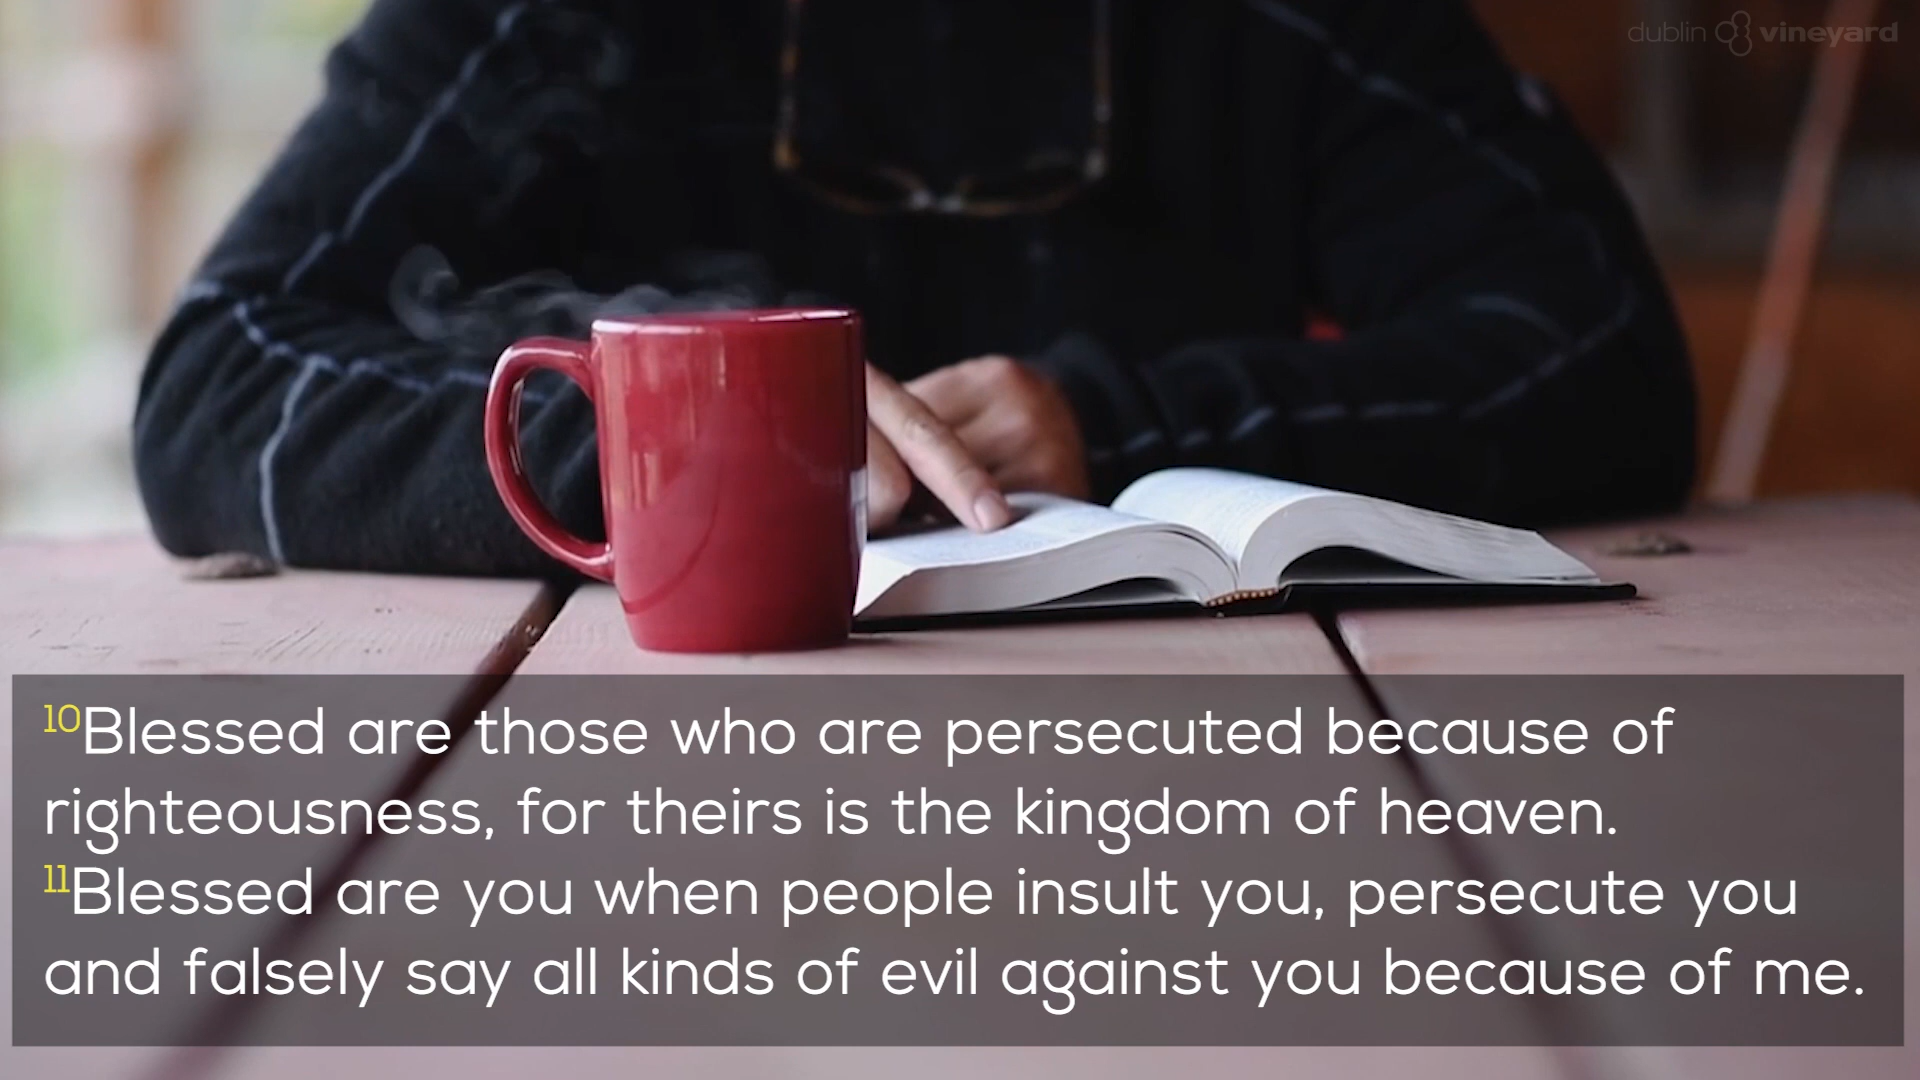 dublin vineyard
10Blessed are those who are persecuted because of
righteousness, for theirs is the kingdom of heaven.
11Blessed are you when people insult you, persecute you
and falsely say all kinds of evil against you because of me.